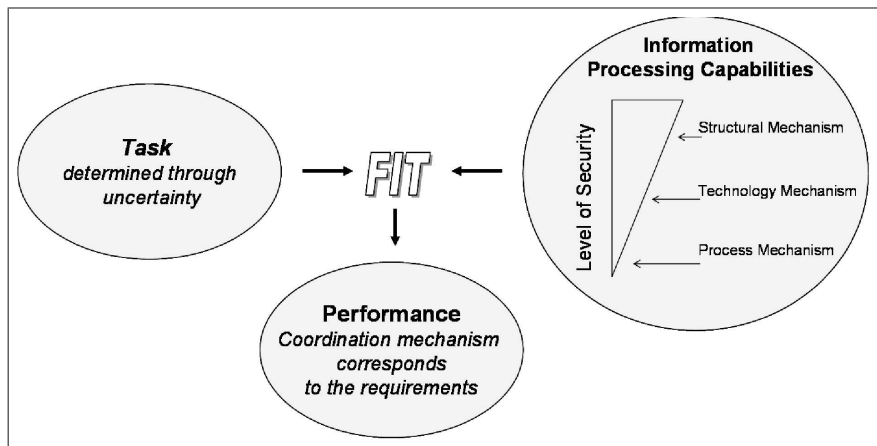 Task
determined through
uncertainty
FIT
Performance
Coordination mechanism
corresponds
to the requirements
Information
Processing Capabilities
Level of Security
Structural Mechanism
Technology Mechanism
Process Mechanism